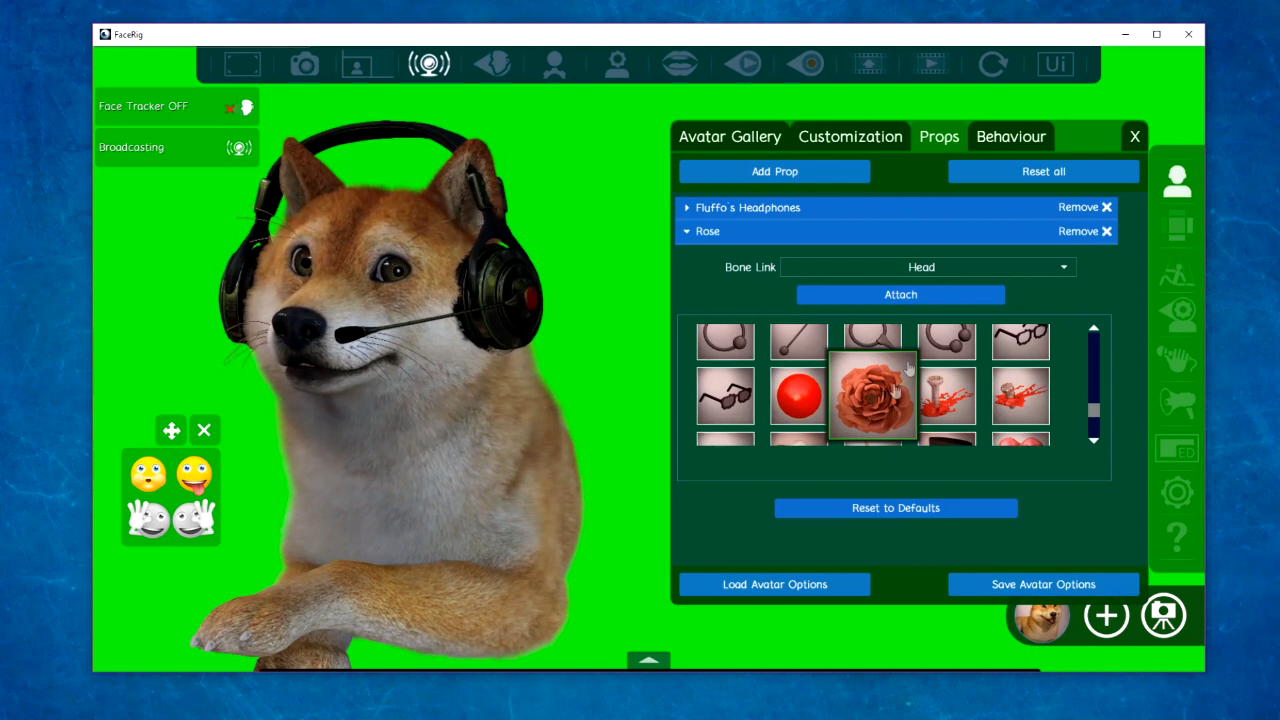 FaceRig
Ui
Face Tracker OFF
Broadcasting
Avatar Gallery Customization Props Behaviour X
Add Prop Reset all
Fluffo`s Headphones Remove
Rose Remove
Bone Link Head
Attach
Reset to Defaults
Load Avatar Options Save Avatar Options
ED
?